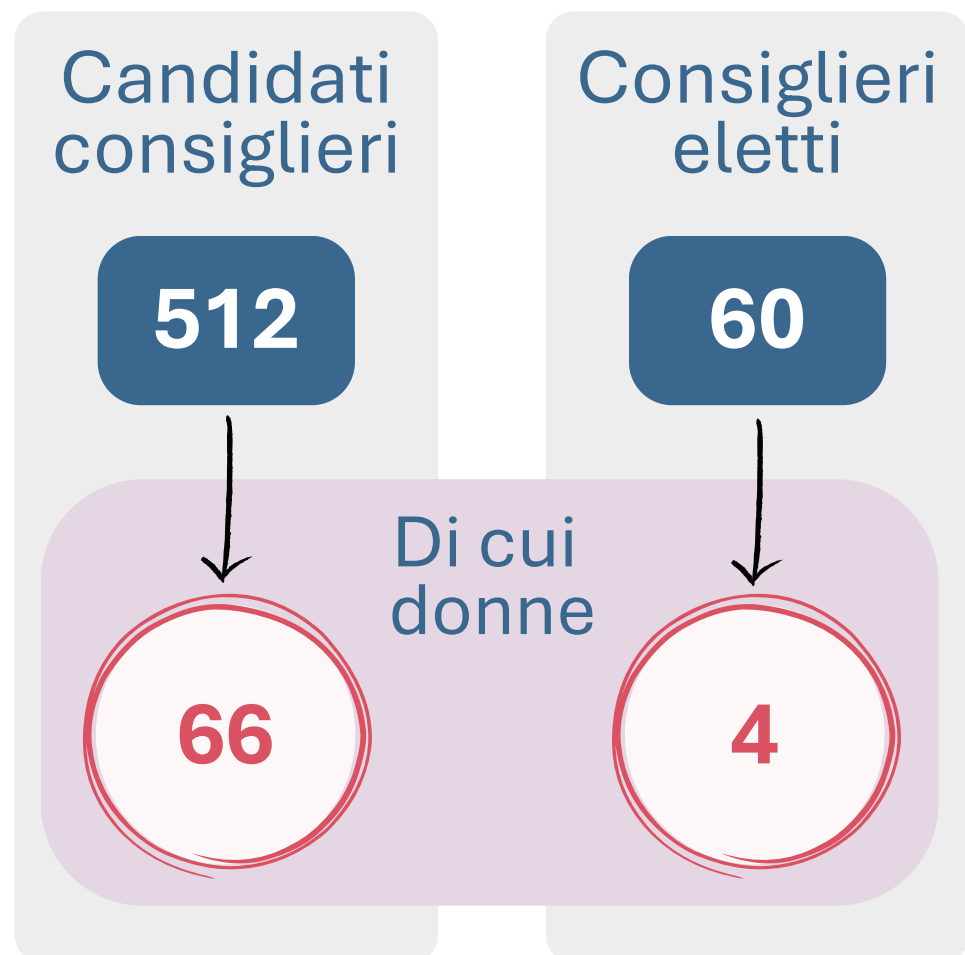 Candidati
consiglieri
512
Consiglieri
eletti
60
Di cui
donne
66
4